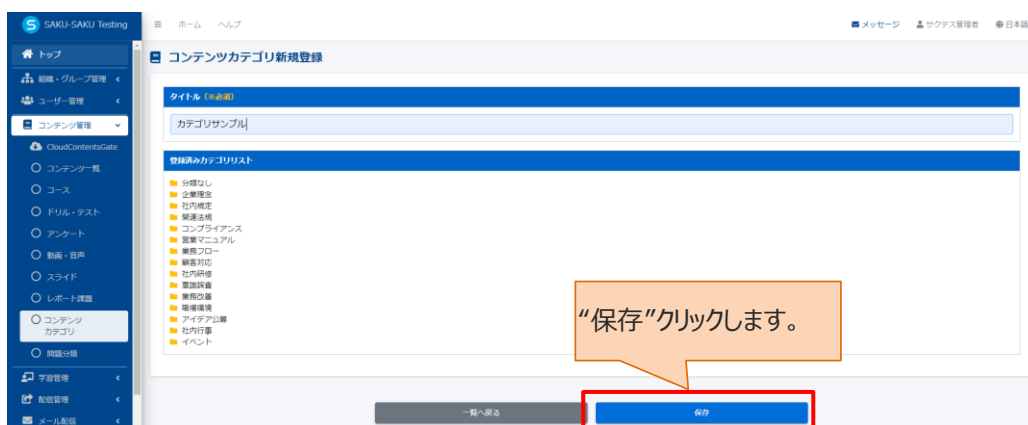 SAKU-SAKU Testing
ホーム ヘルプ
メッセージ サクテス管理者 日本語
トップ
組織・グループ管理
ユーザー管理
コンテンツ管理
CloudContentsGate
コンテンツ一覧
コース
ドリル・テスト
アンケート
動画・音声
スライド
レポート課題
コンテンツ
カテゴリ
問題分類
学習管理
配信管理
メール配信
コンテンツカテゴリ新規登録
タイトル (※必須)
カテゴリサンプル
登録済みカテゴリリスト
分類なし
企業理念
社内規定
関連法規
コンプライアンス
営業マニュアル
業務フロー
顧客対応
社内研修
意識調査
業務改善
職場環境
アイデア公募
社内行事
イベント
“保存”クリックします。
一覧へ戻る
保存